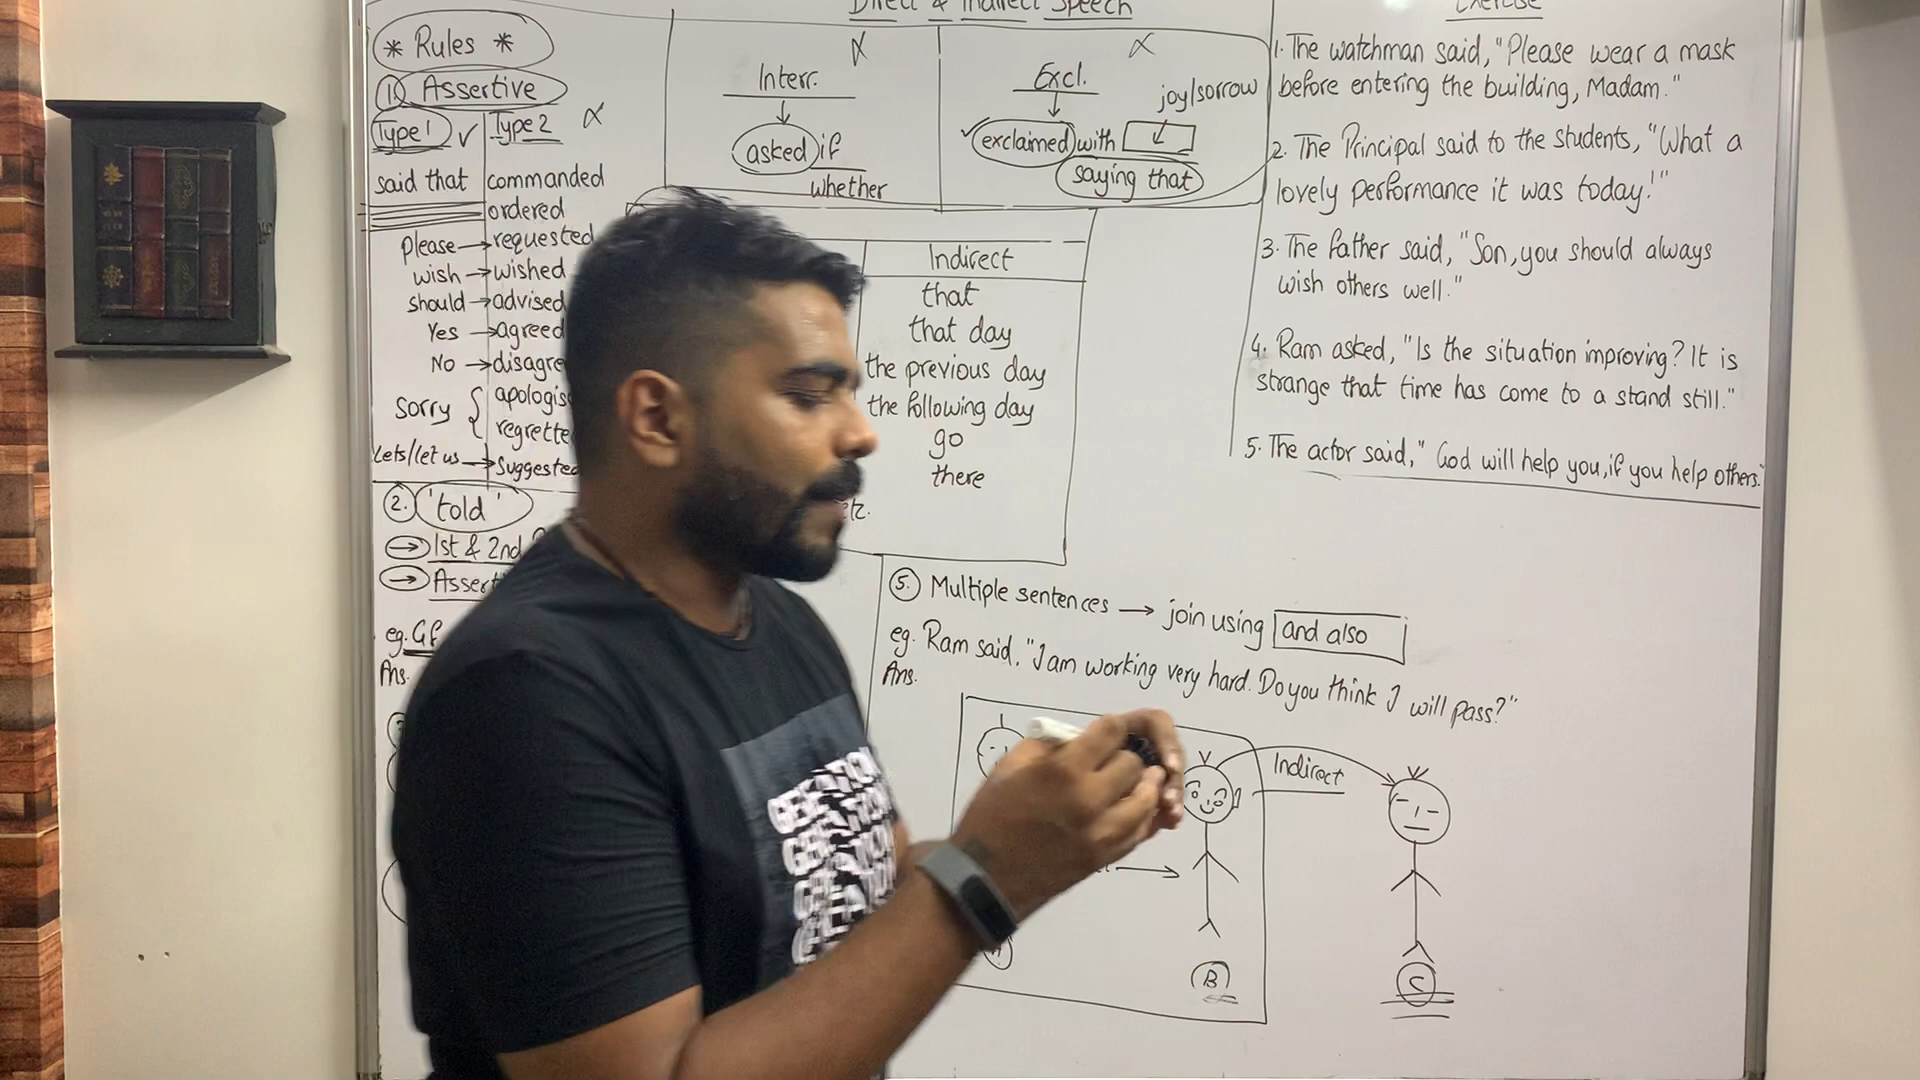 Direct & Indirect Speech
* Rules *
1. Assertive
Type 1 ✓
Type 2
said that
commanded
ordered
please → requested
wish → wished
should → advised
Yes → agreed
No →
Sorry
Lets/let us → Suggested
2. 'told'
→ 1st & 2nd
→
eg.
Ans.
Interr.
asked if
whether
Excl.
joy/sorrow
✓ exclaimed with
saying that
Indirect
that
that day
the previous day
the following day
go
there
etc.
5. Multiple sentences → join using and also
eg. Ram said, "I am working very hard. Do you think I will pass?"
Ans.
Indirect
B
C
Exercise
1. The watchman said, "Please wear a mask
before entering the building, Madam."
2. The Principal said to the students, "What a
lovely performance it was today!"
3. The father said, "Son, you should always
wish others well."
4. Ram asked, "Is the situation improving? It is
strange that time has come to a stand still."
5. The actor said, "God will help you, if you help others."